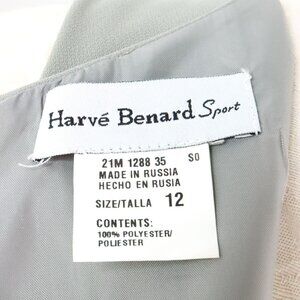 Harvé Benard Sport
21M 1288 35 SO
MADE IN RUSSIA
HECHO EN RUSIA
SIZE/TALLA 12
CONTENTS:
100% POLYESTER/
POLIESTER